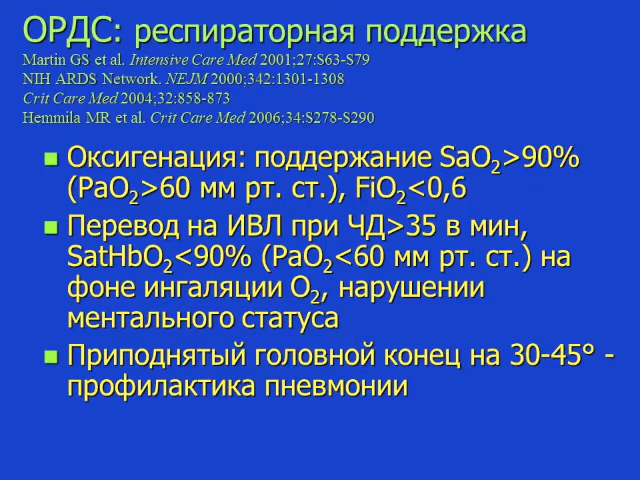 ОРДС: респираторная поддержка
Martin GS et al. Intensive Care Med 2001;27:S63-S79
NIH ARDS Network. NEJM 2000;342:1301-1308
Crit Care Med 2004;32:858-873
Hemmila MR et al. Crit Care Med 2006;34:S278-S290
Оксигенация: поддержание SaO₂>90%
(PaO₂>60 мм рт. ст.), FiO₂<0,6
Перевод на ИВЛ при ЧД>35 в мин,
SatHbO₂<90% (PaO₂<60 мм рт. ст.) на
фоне ингаляции O₂, нарушении
ментального статуса
Приподнятый головной конец на 30-45° -
профилактика пневмонии